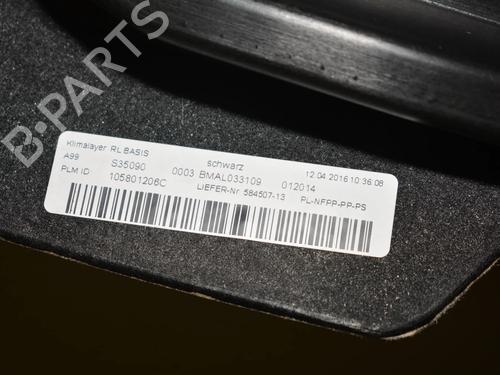 B-PARTS
Klimalayer RL BASIS schwarz 12.04.2016 10:36:08
A99 S35090 0003 BMAL033109 012014
PLM ID 105801206C LIEFER-Nr 584507-13 PL-NFPP-PP-PS